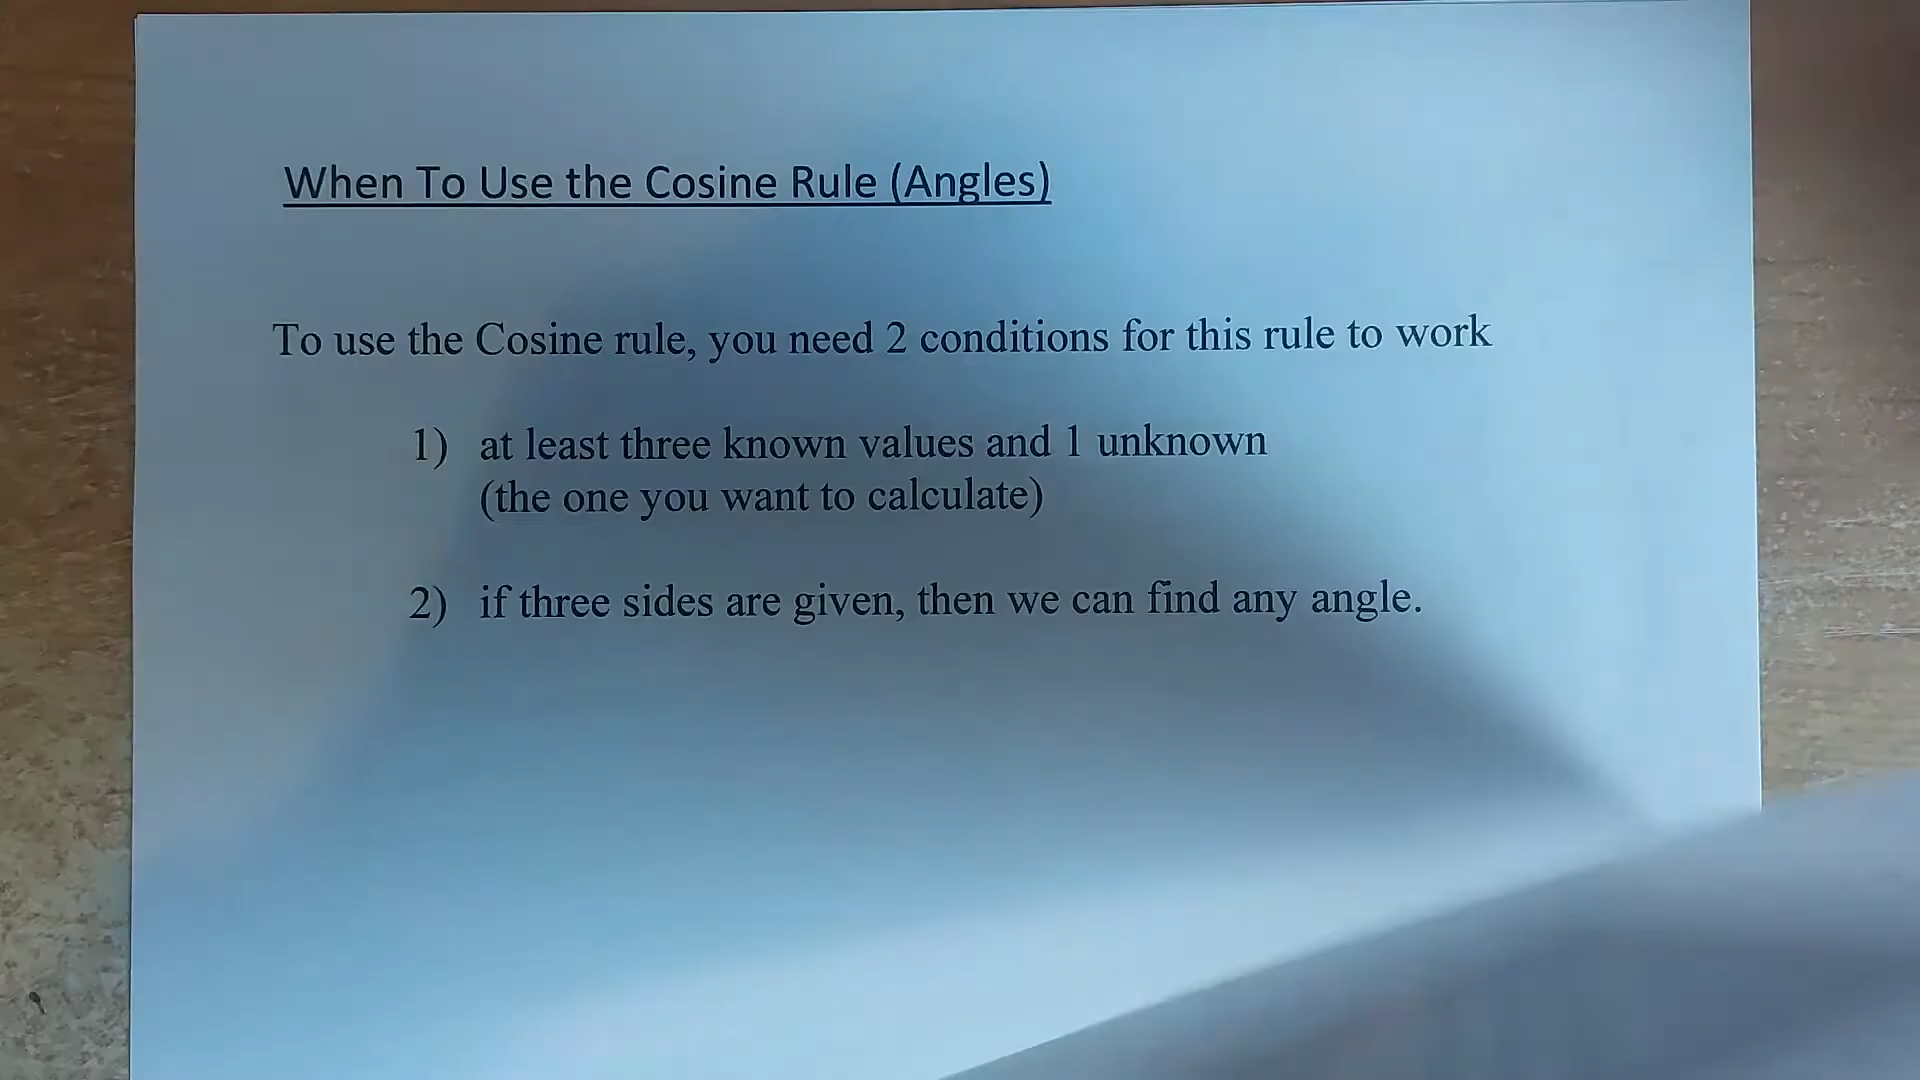 When To Use the Cosine Rule (Angles)
To use the Cosine rule, you need 2 conditions for this rule to work
1) at least three known values and 1 unknown
(the one you want to calculate)
2) if three sides are given, then we can find any angle.